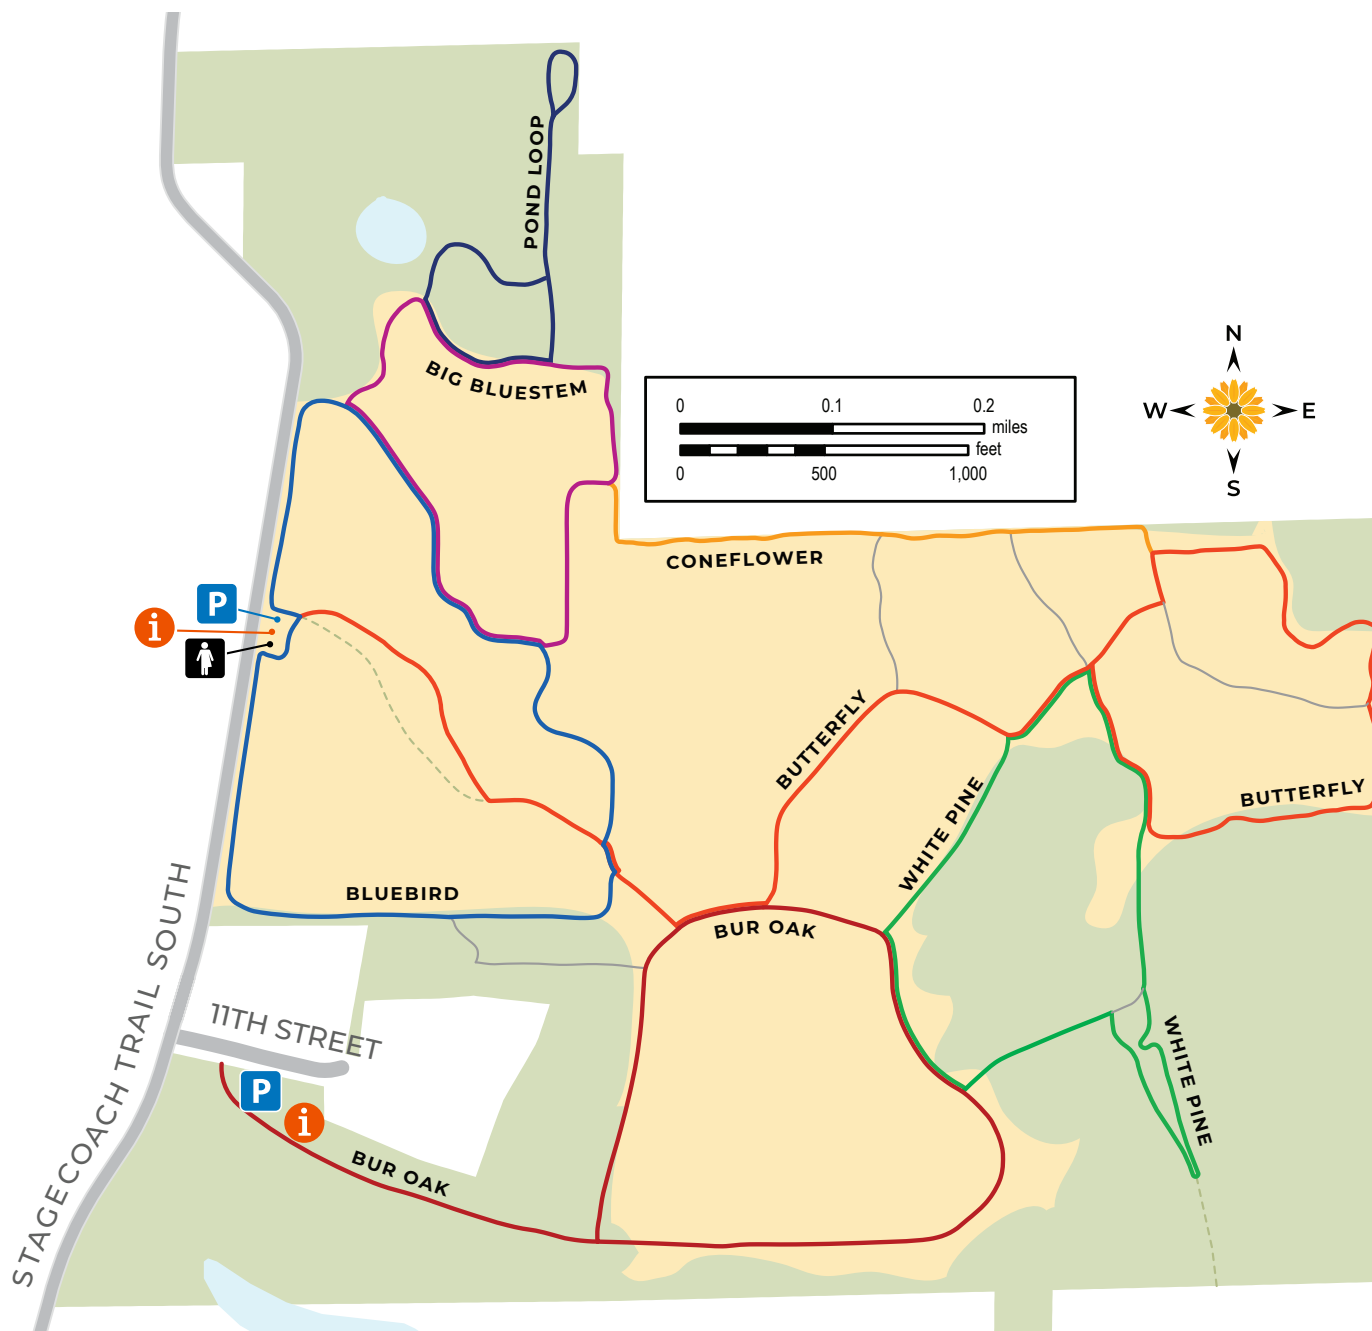 POND LOOP
BIG BLUESTEM
N
W
E
S
0 0.1 0.2
miles
feet
0 500 1,000
CONEFLOWER
P
i
BUTTERFLY
WHITE PINE
BUTTERFLY
BLUEBIRD
BUR OAK
STAGECOACH TRAIL SOUTH
11TH STREET
WHITE PINE
P
i
BUR OAK